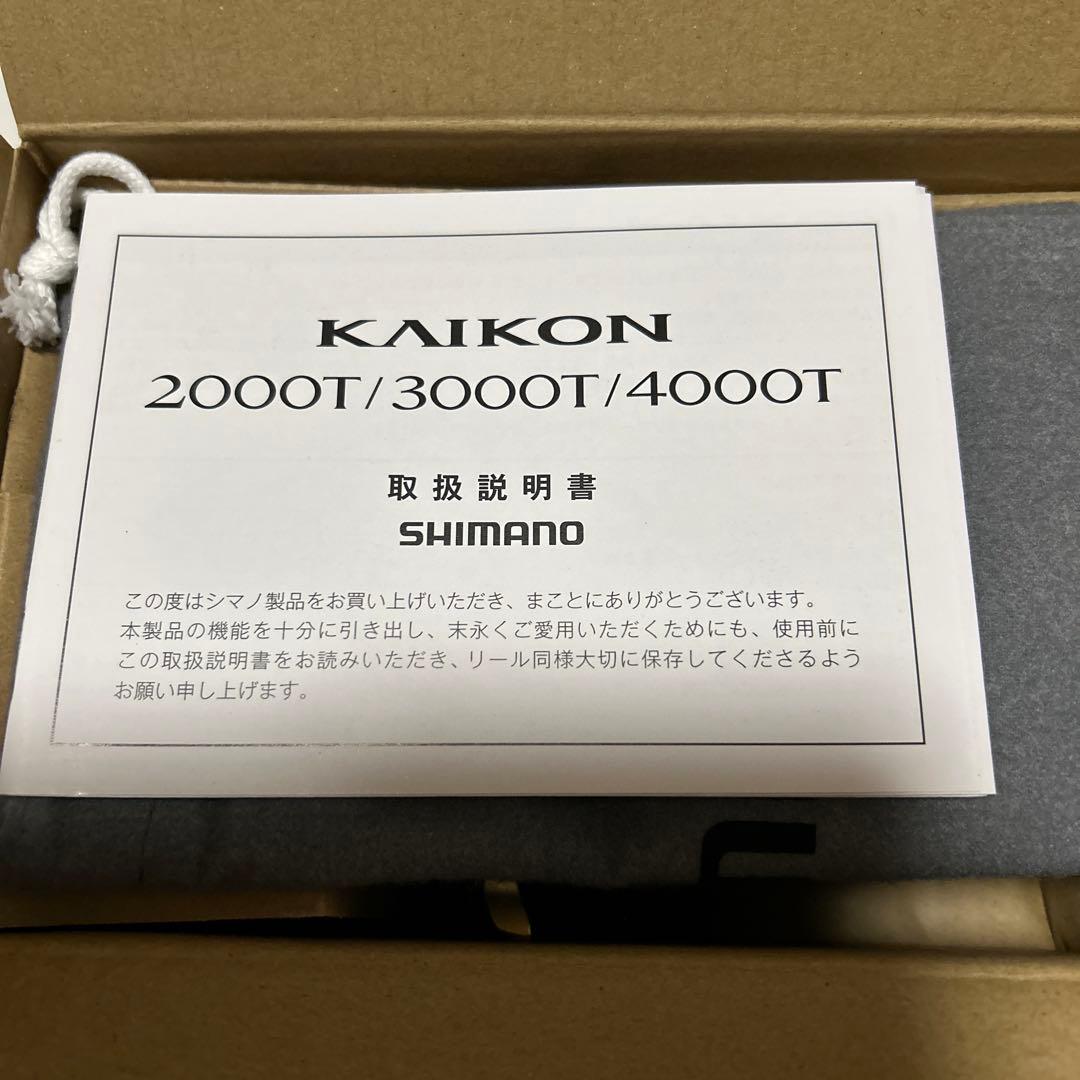 KAIKON
2000T/3000T/4000T
取扱説明書
SHIMANO
この度はシマノ製品をお買い上げいただき、まことにありがとうございます。
本製品の機能を十分に引き出し、末永くご愛用いただくためにも、使用前に
この取扱説明書をお読みいただき、リール同様大切に保存してくださるよう
お願い申し上げます。